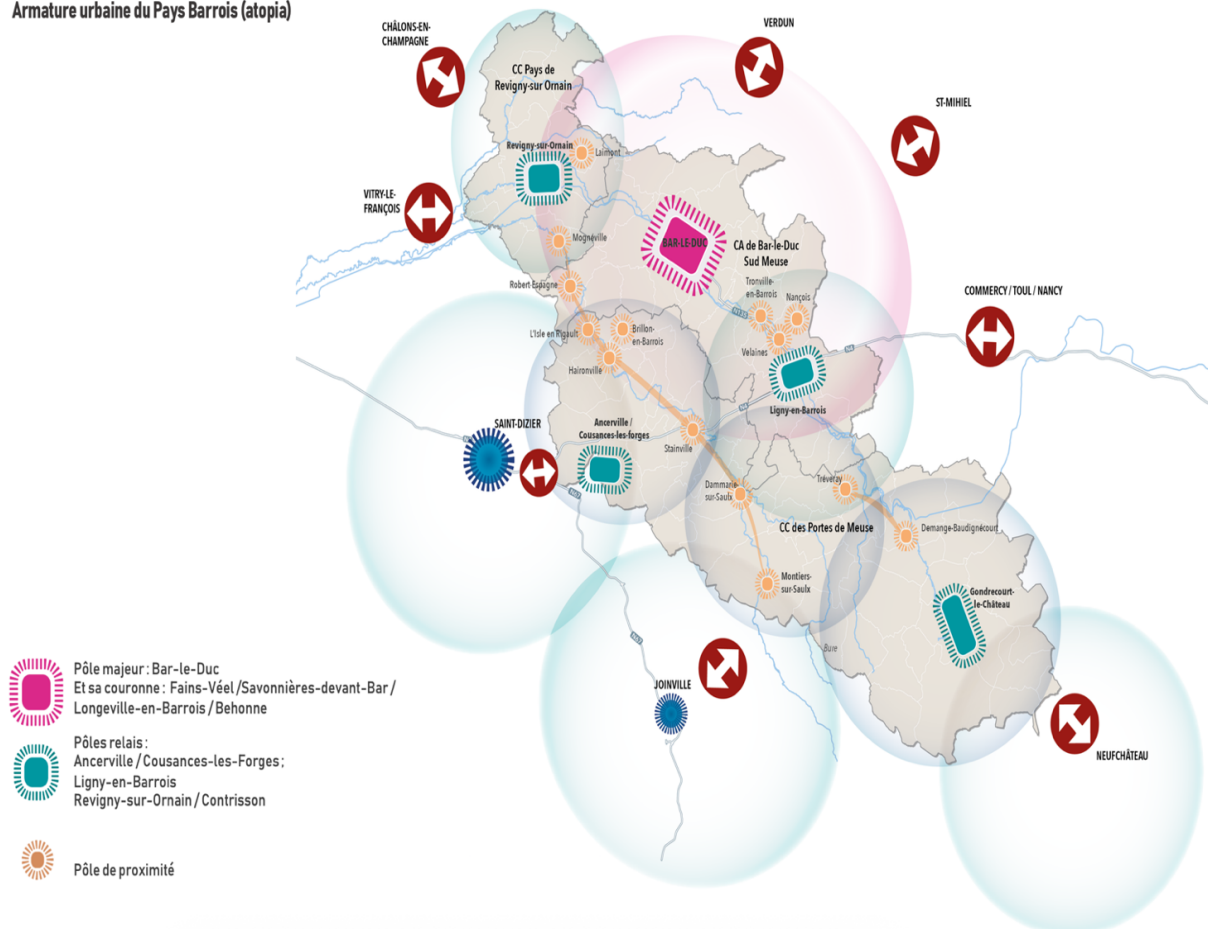 Armature urbaine du Pays Barrois (atopia)
CHÂLONS-EN-
CHAMPAGNE
VERDUN
CC Pays de
Revigny-sur Ornain
ST-MIHIEL
Revigny-sur-Ornain
Laimont
VITRY-LE-
FRANÇOIS
Mognéville
BAR-LE-DUC
CA de Bar-le-Duc
Sud Meuse
Tronville-
en-Barrois
Nançois
Robert-Espagne
COMMERCY / TOUL / NANCY
L'Isle en Rigault
Brillon-
en-Barrois
Velaines
N4
Haironville
Ligny-en-Barrois
N4
SAINT-DIZIER
Ancerville /
Cousances-les-forges
Stainville
Dammarie-
sur-Saulx
Tréveray
N67
CC des Portes de Meuse
Demange-Baudignécourt
Montiers-
sur-Saulx
Gondrecourt-
le-Château
N67
Bure
JOINVILLE
NEUFCHÂTEAU
Pôle majeur : Bar-le-Duc
Et sa couronne : Fains-Véel /Savonnières-devant-Bar /
Longeville-en-Barrois / Behonne
Pôles relais :
Ancerville / Cousances-les-Forges ;
Ligny-en-Barrois
Revigny-sur-Ornain / Contrisson
Pôle de proximité